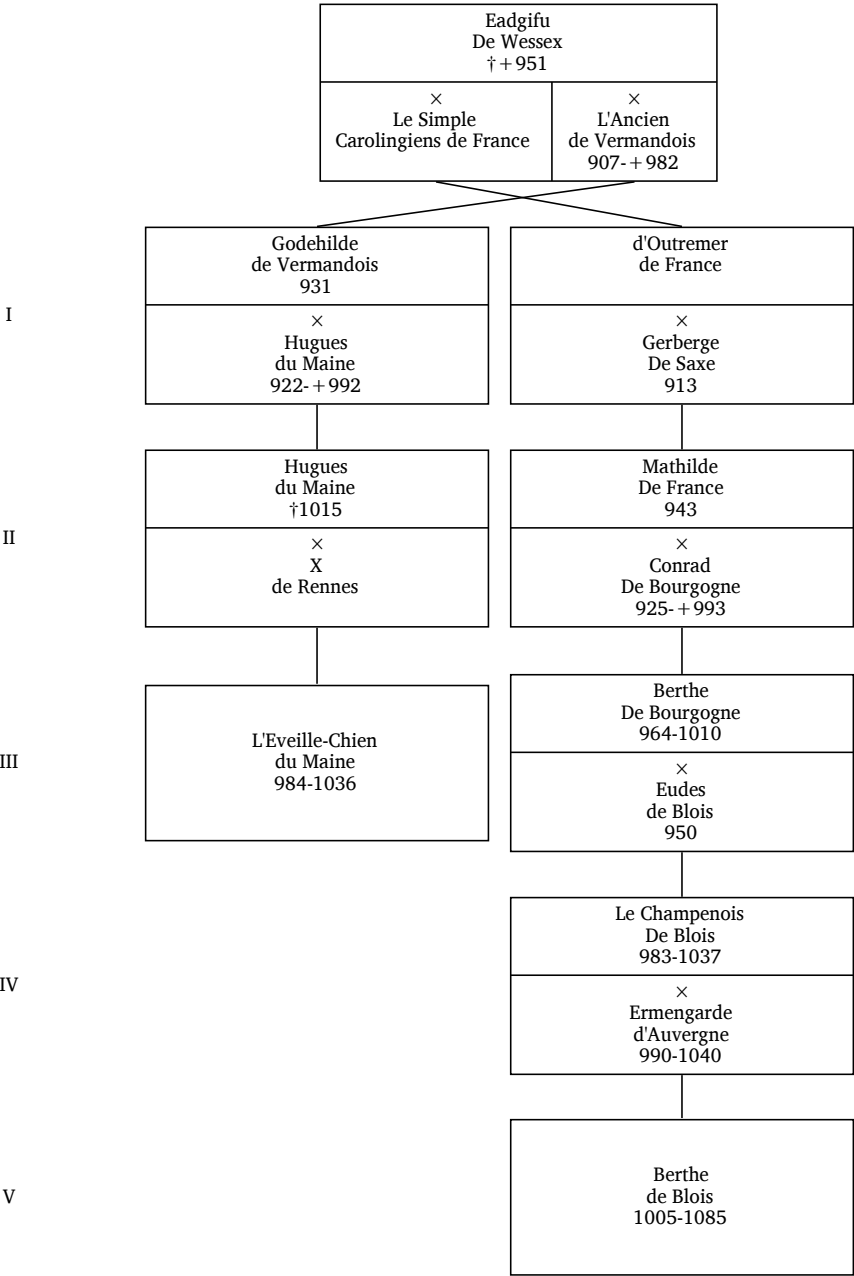 Eadgifu
De Wessex
†+951
×
Le Simple
Carolingiens de France
×
L'Ancien
de Vermandois
907-+982
I
Godehilde
de Vermandois
931
×
Hugues
du Maine
922-+992
d'Outremer
de France
×
Gerberge
De Saxe
913
II
Hugues
du Maine
†1015
×
X
de Rennes
Mathilde
De France
943
×
Conrad
De Bourgogne
925-+993
III
L'Eveille-Chien
du Maine
984-1036
Berthe
De Bourgogne
964-1010
×
Eudes
de Blois
950
IV
Le Champenois
De Blois
983-1037
×
Ermengarde
d'Auvergne
990-1040
V
Berthe
de Blois
1005-1085